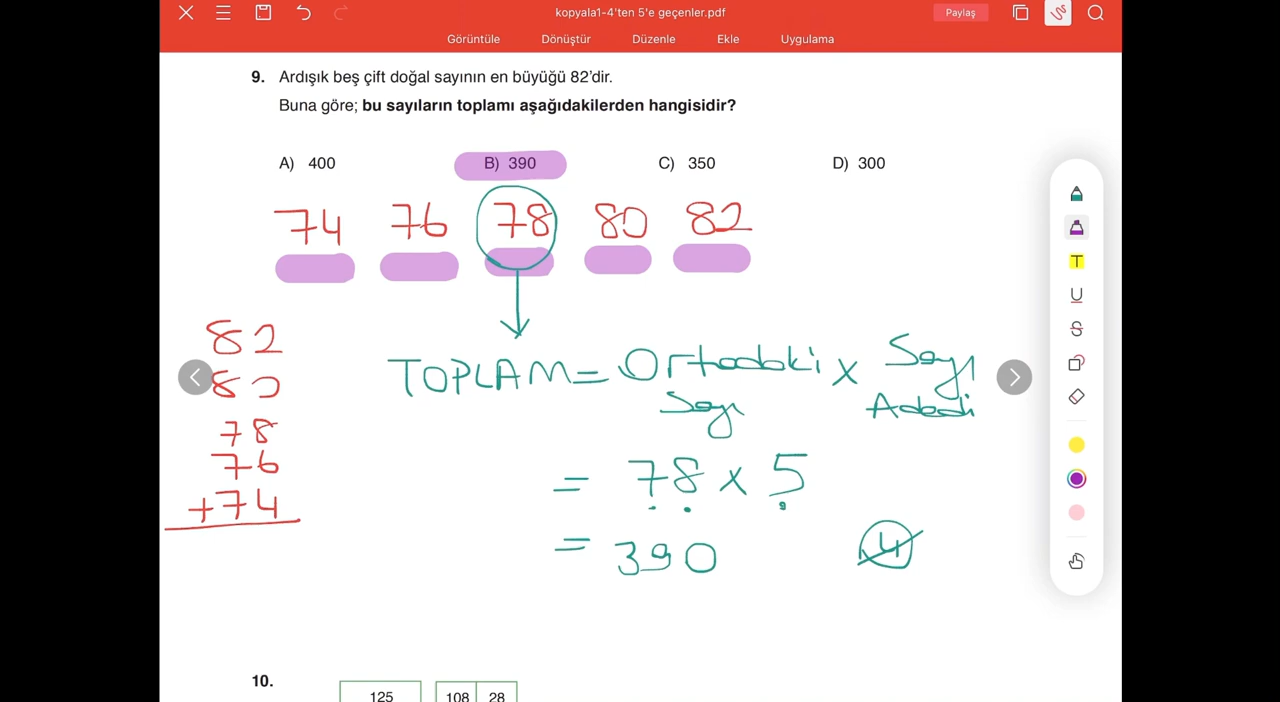 kopyala1-4'ten 5'e geçenler.pdf
Paylaş
Görüntüle Dönüştür Düzenle Ekle Uygulama
9. Ardışık beş çift doğal sayının en büyüğü 82'dir.
Buna göre; bu sayıların toplamı aşağıdakilerden hangisidir?
A) 400 B) 390 C) 350 D) 300
74 76 78 80 82
82
80
78
76
+74
TOPLAM = Ortadaki Sayı x Sayı Adedi
= 78 x 5
= 390
4
10.
125 108 28
T
U
S